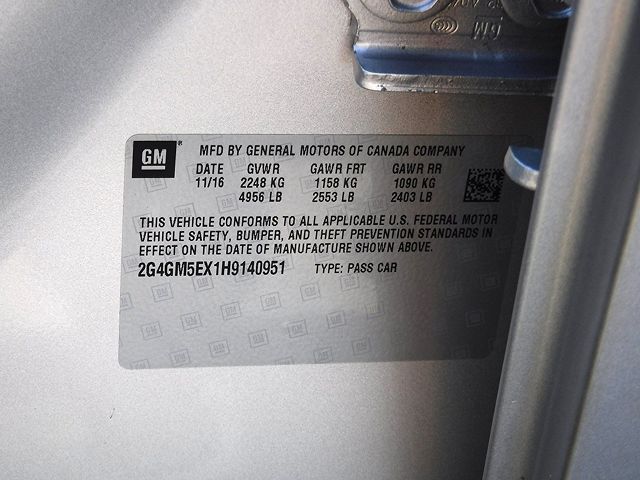 GM
GM
MFD BY GENERAL MOTORS OF CANADA COMPANY
DATE GVWR GAWR FRT GAWR RR
11/16 2248 KG 1158 KG 1090 KG
4956 LB 2553 LB 2403 LB
THIS VEHICLE CONFORMS TO ALL APPLICABLE U.S. FEDERAL MOTOR
VEHICLE SAFETY, BUMPER, AND THEFT PREVENTION STANDARDS IN
EFFECT ON THE DATE OF MANUFACTURE SHOWN ABOVE.
2G4GM5EX1H9140951 TYPE: PASS CAR